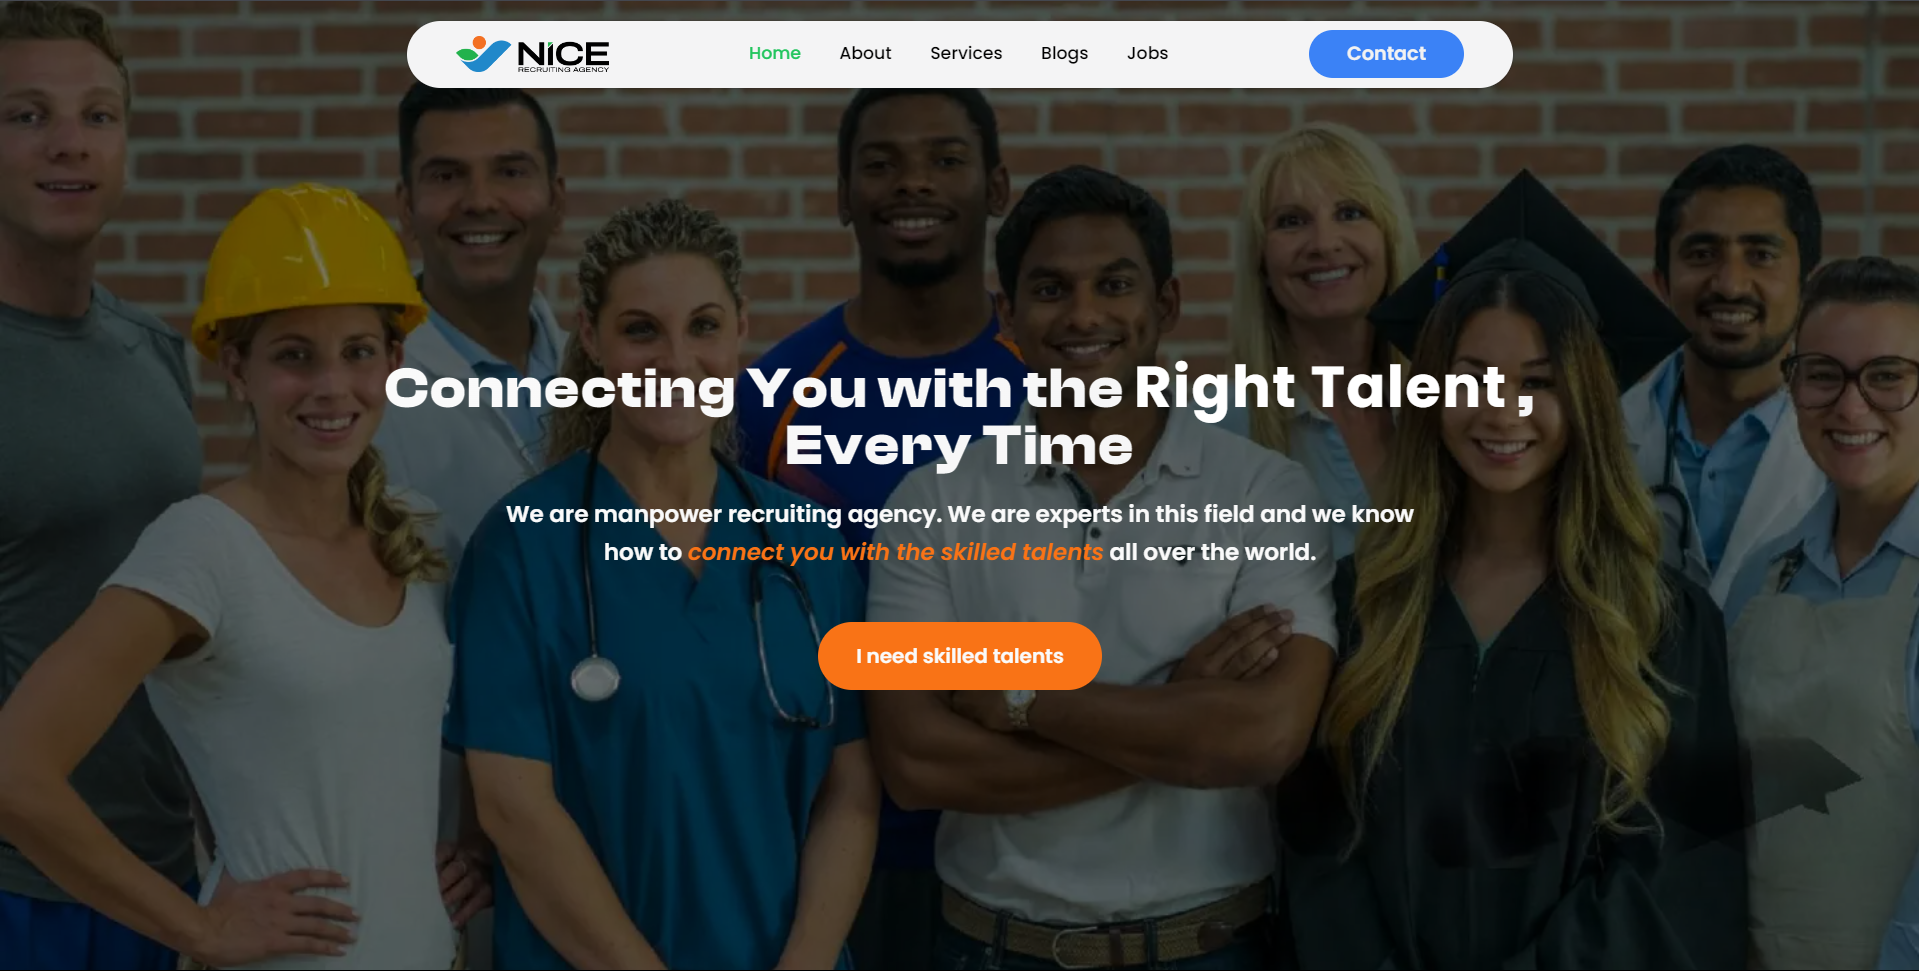 NICE
RECRUITING AGENCY
Home About Services Blogs Jobs
Contact
Connecting You with the Right Talent ,
Every Time
We are manpower recruiting agency. We are experts in this field and we know
how to connect you with the skilled talents all over the world.
I need skilled talents